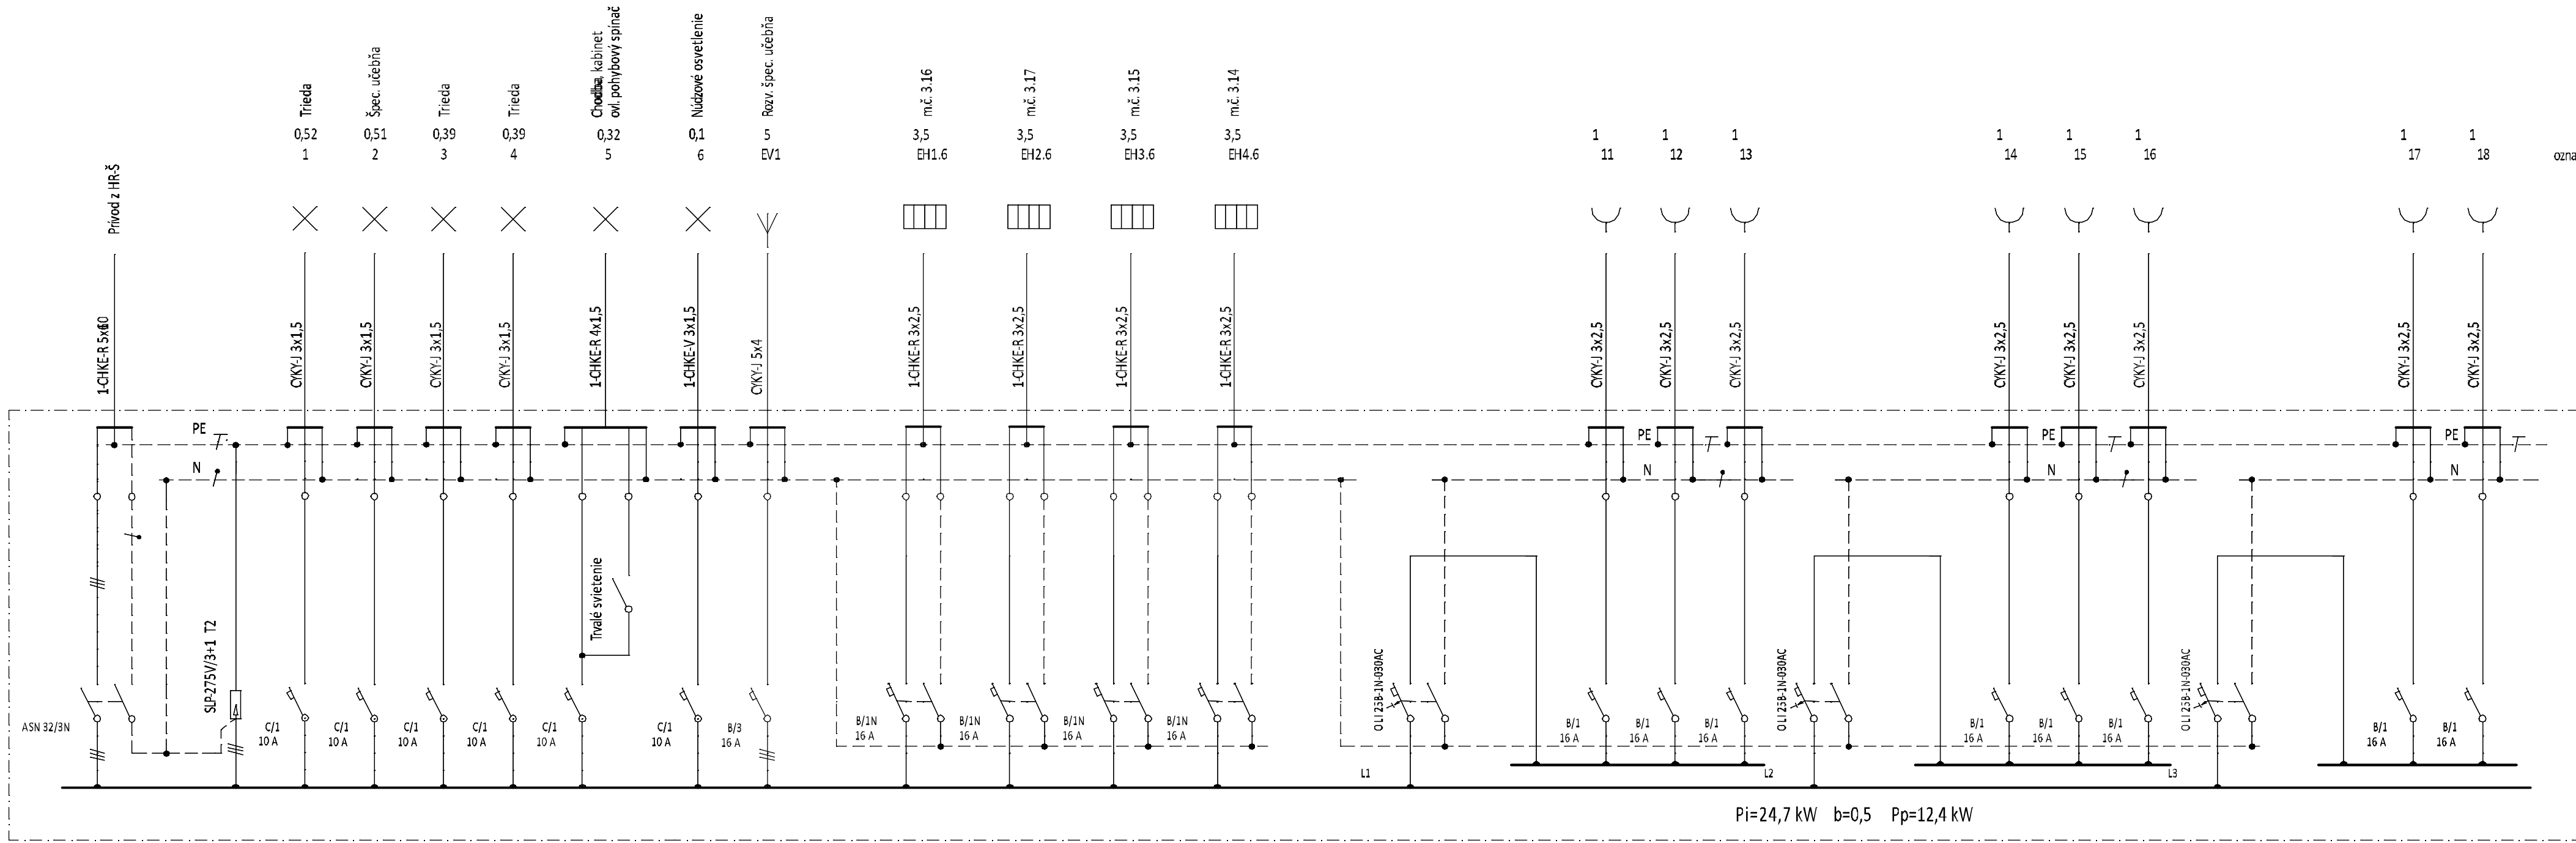 Prívod z HR-Š
Trieda
Špec. učebňa
Trieda
Trieda
Chodba, kabinet
ovl. pohybový spínač
Núdzové osvetlenie
Rozv. špec. učebňa
m.č. 3.16
m.č. 3.17
m.č. 3.15
m.č. 3.14
0,52 0,51 0,39 0,39 0,32 0,1 5 3,5 3,5 3,5 3,5 1 1 1 1 1 1 1 1
1 2 3 4 5 6 EV1 EH1.6 EH2.6 EH3.6 EH4.6 11 12 13 14 15 16 17 18
CYKY-J 3x1,5
CYKY-J 3x1,5
CYKY-J 3x1,5
CYKY-J 3x1,5
1-CHKE-R 4x1,5
1-CHKE-V 3x1,5
CYKY-J 5x4
1-CHKE-R 3x2,5
1-CHKE-R 3x2,5
1-CHKE-R 3x2,5
1-CHKE-R 3x2,5
CYKY-J 3x2,5
CYKY-J 3x2,5
CYKY-J 3x2,5
CYKY-J 3x2,5
CYKY-J 3x2,5
CYKY-J 3x2,5
CYKY-J 3x2,5
CYKY-J 3x2,5
1-CHKE-R
PE PE PE PE
N N N N
Trvalé svietenie
SLP-275V/3+1 T2
OLI 25B-1N-030AC
OLI 25B-1N-030AC
OLI 25B-1N-030AC
ASN 32/3N
C/1
10 A
C/1
10 A
C/1
10 A
C/1
10 A
C/1
10 A
C/1
10 A
B/3
16 A
B/1N
16 A
B/1N
16 A
B/1N
16 A
B/1N
16 A
B/1
16 A
B/1
16 A
B/1
16 A
B/1
16 A
B/1
16 A
B/1
16 A
B/1
16 A
B/1
16 A
L1 L2 L3
Pi=24,7 kW b=0,5 Pp=12,4 kW